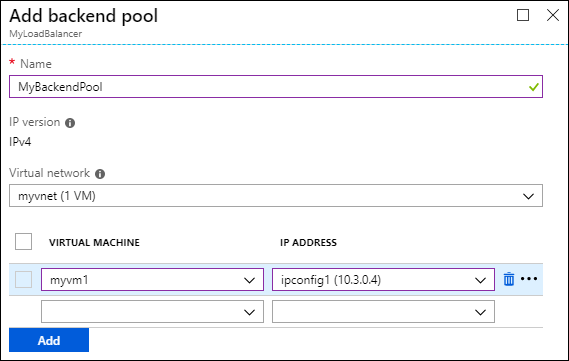 Add backend pool
MyLoadBalancer
* Name
MyBackendPool
IP version
IPv4
Virtual network
myvnet (1 VM)
VIRTUAL MACHINE IP ADDRESS
myvm1 ipconfig1 (10.3.0.4)
Add